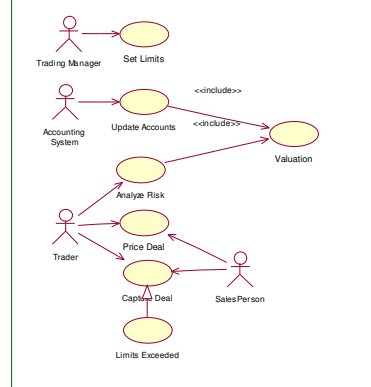 Trading Manager
Set Limits
<<include>>
Accounting
System
Update Accounts
<<include>>
Valuation
Analyze Risk
Trader
Price Deal
Capture Deal
SalesPerson
Limits Exceeded